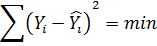 ∑(Yᵢ − Ŷᵢ)² = min